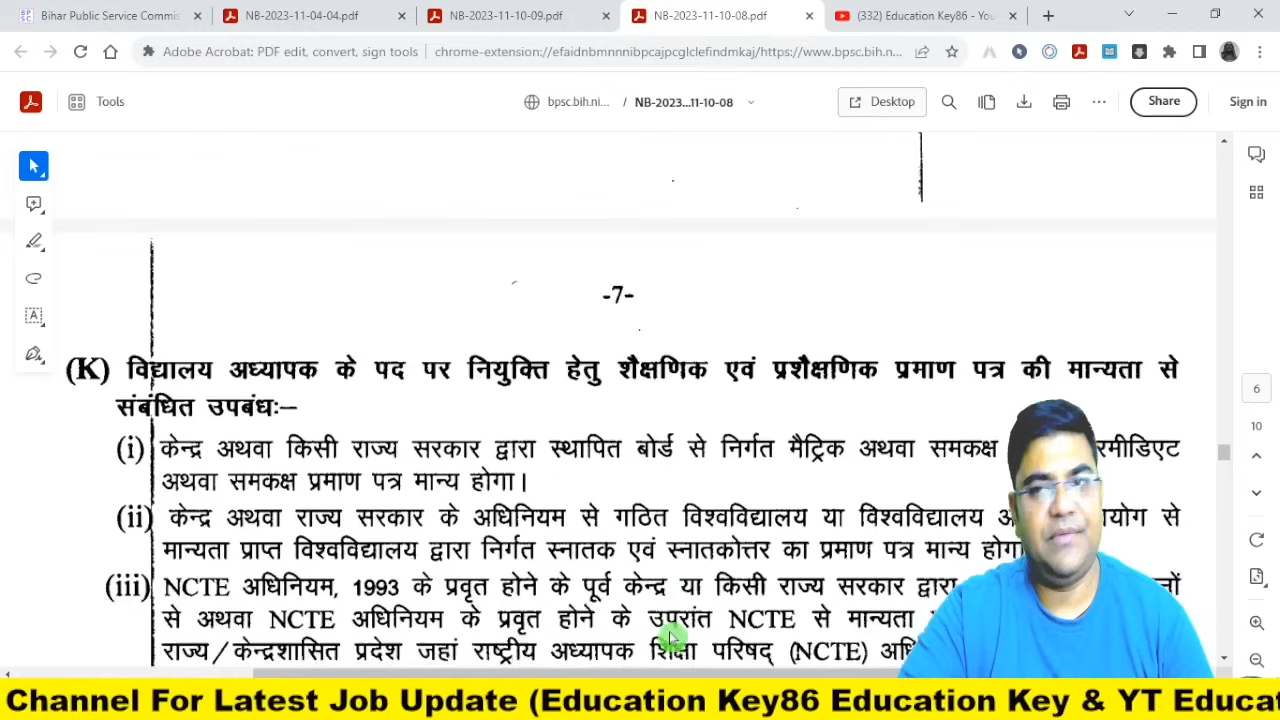 Bihar Public Service Commis
NB-2023-11-04-04.pdf
NB-2023-11-10-09.pdf
NB-2023-11-10-08.pdf
(332) Education Key86 - You
Adobe Acrobat: PDF edit, convert, sign tools
chrome-extension://efaidnbmnnnibpcajpcglclefindmkaj/https://www.bpsc.bih.n...
Tools
bpsc.bih.ni... / NB-2023...11-10-08
Desktop
Share
Sign in
-7-
6
10
(K) विद्यालय अध्यापक के पद पर नियुक्ति हेतु शैक्षणिक एवं प्रशैक्षणिक प्रमाण पत्र की मान्यता से
संबंधित उपबंधः–
(i) केन्द्र अथवा किसी राज्य सरकार द्वारा स्थापित बोर्ड से निर्गत मैट्रिक अथवा समकक्ष रमीडिएट
अथवा समकक्ष प्रमाण पत्र मान्य होगा।
(ii) केन्द्र अथवा राज्य सरकार के अधिनियम से गठित विश्वविद्यालय या विश्वविद्यालय अ योग से
मान्यता प्राप्त विश्वविद्यालय द्वारा निर्गत स्नातक एवं स्नातकोत्तर का प्रमाण पत्र मान्य होगा
(iii) NCTE अधिनियम, 1993 के प्रवृत होने के पूर्व केन्द्र या किसी राज्य सरकार द्वारा नों
से अथवा NCTE अधिनियम के प्रवृत होने के उपरांत NCTE से मान्यता
राज्य/केन्द्रशासित प्रदेश जहां राष्ट्रीय अध्यापक शिक्षा परिषद् (NCTE) अधि
Channel For Latest Job Update (Education Key86 Education Key & YT Educa